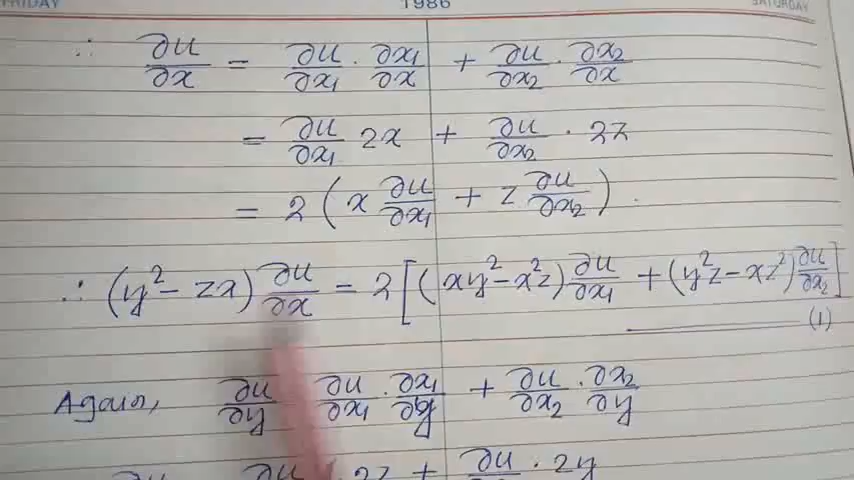 FRIDAY 1986 SATURDAY
∴ ∂u/∂x = ∂u/∂x₁ · ∂x₁/∂x + ∂u/∂x₂ · ∂x₂/∂x
= ∂u/∂x₁ 2x + ∂u/∂x₂ · 2z
= 2 ( x ∂u/∂x₁ + z ∂u/∂x₂ ).
∴ (y² - zx) ∂u/∂x = 2 [ (xy² - x²z) ∂u/∂x₁ + (y²z - xz²) ∂u/∂x₂ ]
(1)
Again, ∂u/∂y ∂u/∂x₁ · ∂x₁/∂y + ∂u/∂x₂ · ∂x₂/∂y
∂u · 2z + ∂u · 2y